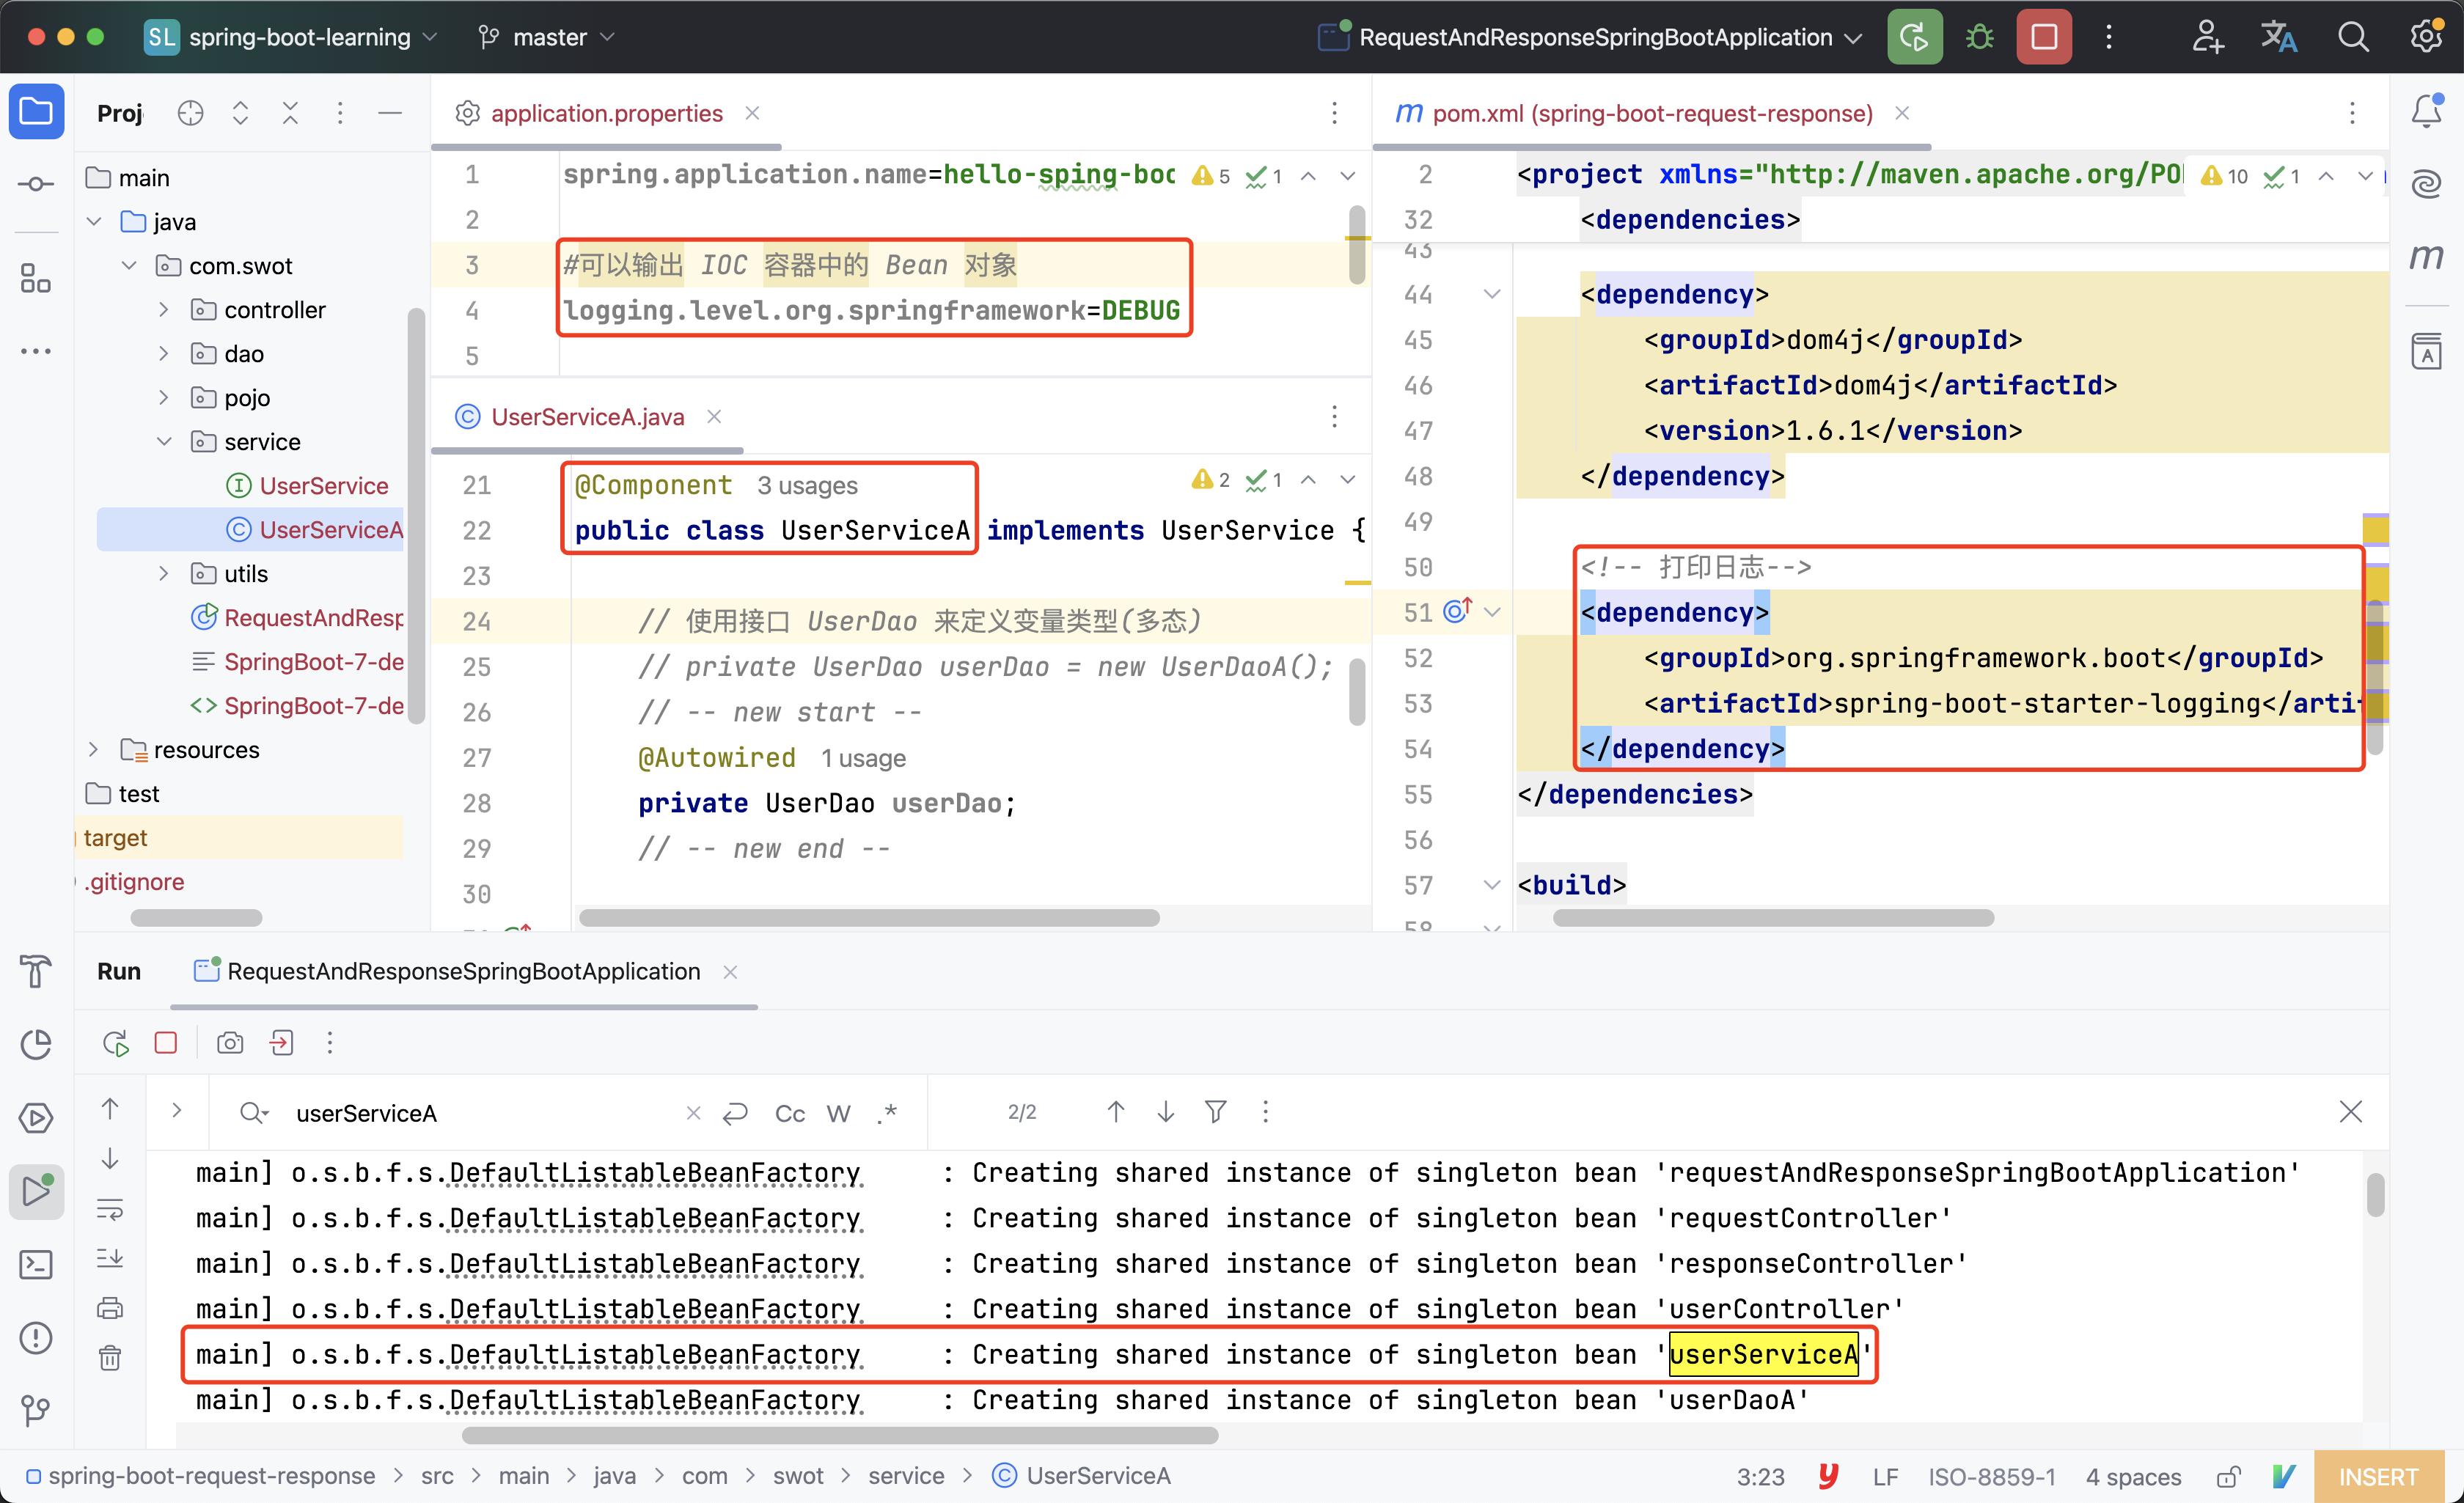 SL spring-boot-learning master RequestAndResponseSpringBootApplication
Proj
main
java
com.swot
controller
dao
pojo
service
UserService
UserServiceA
utils
RequestAndResp
SpringBoot-7-de
SpringBoot-7-de
resources
test
target
.gitignore
application.properties
5 1
1 spring.application.name=hello-sping-boo
2
3 #可以输出 IOC 容器中的 Bean 对象
4 logging.level.org.springframework=DEBUG
5
UserServiceA.java
2 1
21 @Component 3 usages
22 public class UserServiceA implements UserService {
23
24 // 使用接口 UserDao 来定义变量类型(多态)
25 // private UserDao userDao = new UserDaoA();
26 // -- new start --
27 @Autowired 1 usage
28 private UserDao userDao;
29 // -- new end --
30
m pom.xml (spring-boot-request-response)
10 1
2 <project xmlns="http://maven.apache.org/PO
32 <dependencies>
43
44 <dependency>
45 <groupId>dom4j</groupId>
46 <artifactId>dom4j</artifactId>
47 <version>1.6.1</version>
48 </dependency>
49
50 <!-- 打印日志-->
51 <dependency>
52 <groupId>org.springframework.boot</groupId>
53 <artifactId>spring-boot-starter-logging</arti
54 </dependency>
55 </dependencies>
56
57 <build>
58
Run RequestAndResponseSpringBootApplication
userServiceA Cc W .* 2/2
main] o.s.b.f.s.DefaultListableBeanFactory : Creating shared instance of singleton bean 'requestAndResponseSpringBootApplication'
main] o.s.b.f.s.DefaultListableBeanFactory : Creating shared instance of singleton bean 'requestController'
main] o.s.b.f.s.DefaultListableBeanFactory : Creating shared instance of singleton bean 'responseController'
main] o.s.b.f.s.DefaultListableBeanFactory : Creating shared instance of singleton bean 'userController'
main] o.s.b.f.s.DefaultListableBeanFactory : Creating shared instance of singleton bean 'userServiceA'
main] o.s.b.f.s.DefaultListableBeanFactory : Creating shared instance of singleton bean 'userDaoA'
spring-boot-request-response > src > main > java > com > swot > service > UserServiceA 3:23 LF ISO-8859-1 4 spaces INSERT